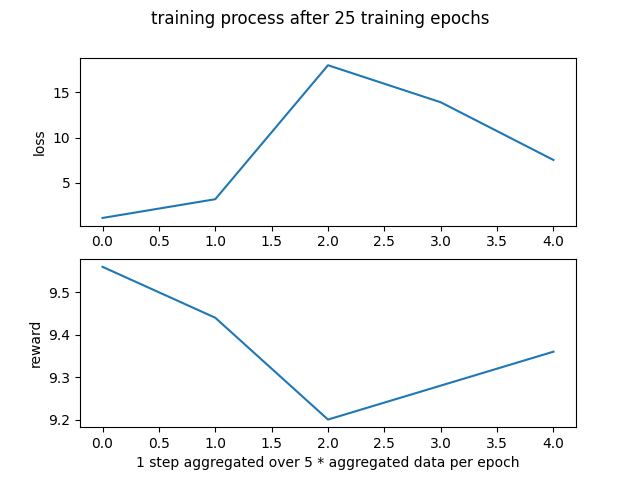 training process after 25 training epochs
15
10
5
loss
0.0 0.5 1.0 1.5 2.0 2.5 3.0 3.5 4.0
9.5
9.4
9.3
9.2
reward
0.0 0.5 1.0 1.5 2.0 2.5 3.0 3.5 4.0
1 step aggregated over 5 * aggregated data per epoch